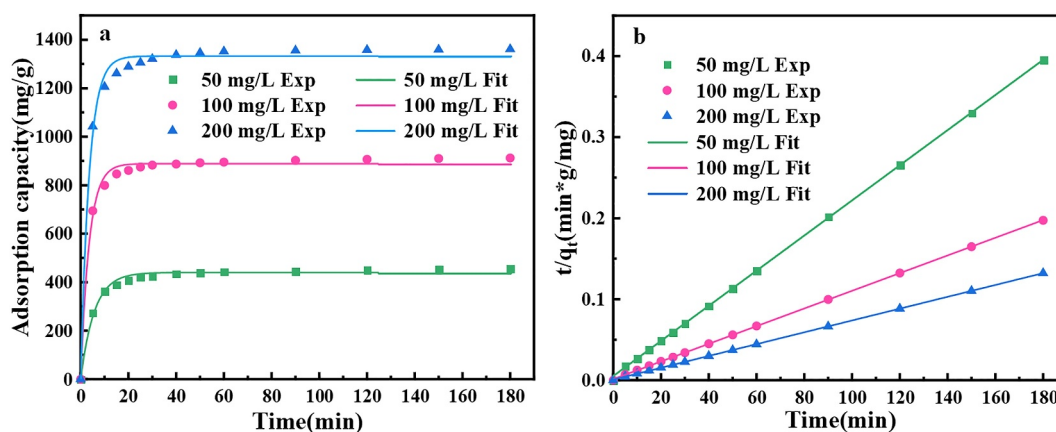 a
Adsorption capacity(mg/g)
1400
1200
1000
800
600
400
200
0
50 mg/L Exp
50 mg/L Fit
100 mg/L Exp
100 mg/L Fit
200 mg/L Exp
200 mg/L Fit
0 20 40 60 80 100 120 140 160 180
Time(min)
b
t/qt(min*g/mg)
0.4
0.3
0.2
0.1
0.0
50 mg/L Exp
100 mg/L Exp
200 mg/L Exp
50 mg/L Fit
100 mg/L Fit
200 mg/L Fit
0 20 40 60 80 100 120 140 160 180
Time(min)